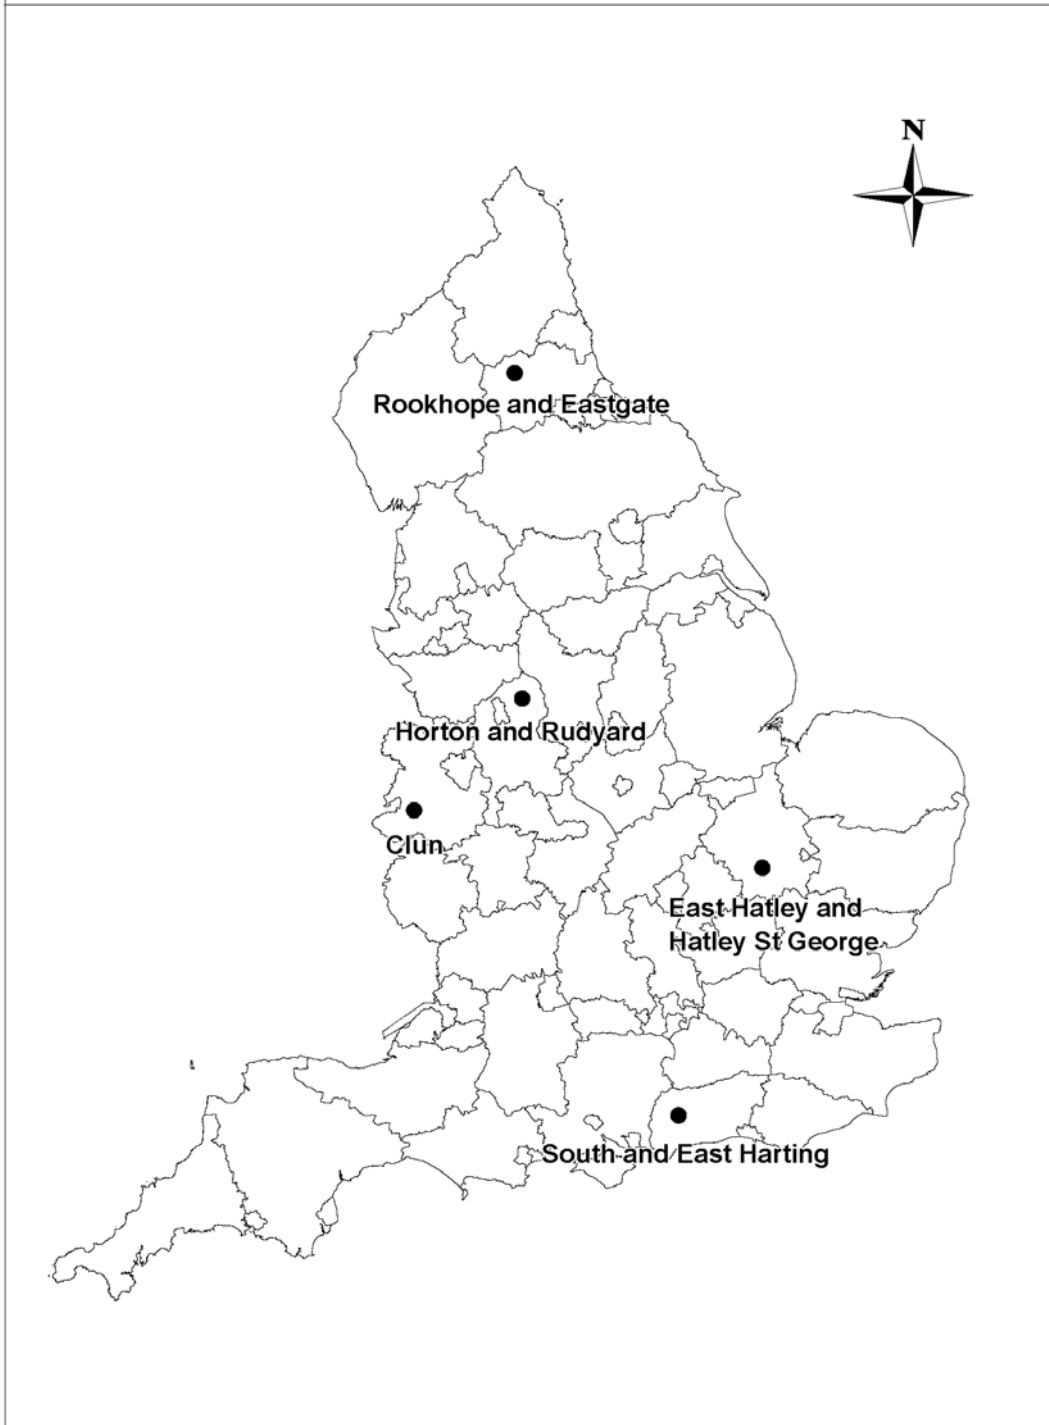 N
Rookhope and Eastgate
Horton and Rudyard
Clun
East Hatley and
Hatley St George
South and East Harting